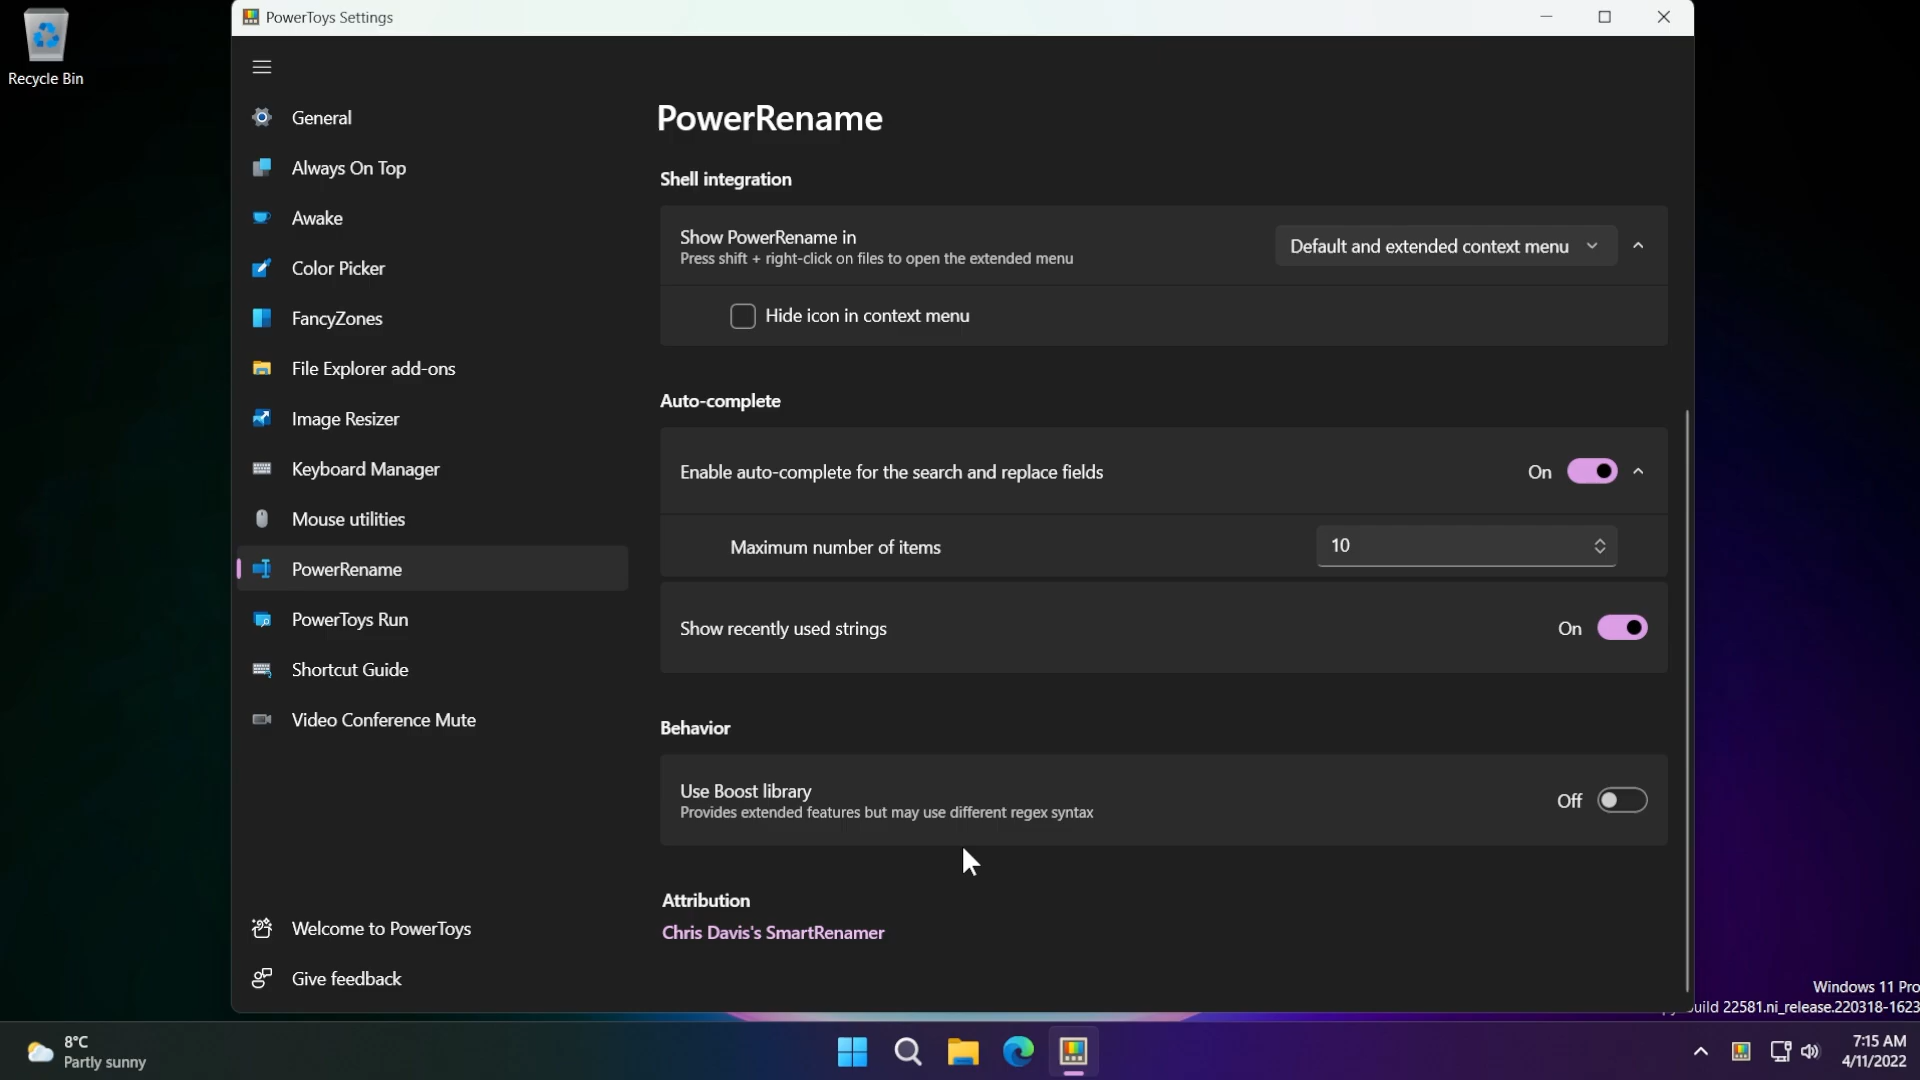 Recycle Bin
PowerToys Settings
General
Always On Top
Awake
Color Picker
FancyZones
File Explorer add-ons
Image Resizer
Keyboard Manager
Mouse utilities
PowerRename
PowerToys Run
Shortcut Guide
Video Conference Mute
Welcome to PowerToys
Give feedback
PowerRename
Shell integration
Show PowerRename in
Press shift + right-click on files to open the extended menu
Default and extended context menu
Hide icon in context menu
Auto-complete
Enable auto-complete for the search and replace fields
On
Maximum number of items
10
Show recently used strings
On
Behavior
Use Boost library
Provides extended features but may use different regex syntax
Off
Attribution
Chris Davis's SmartRenamer
Windows 11 Pro
22581.ni_release.220318-1623
8°C
Partly sunny
7:15 AM
4/11/2022